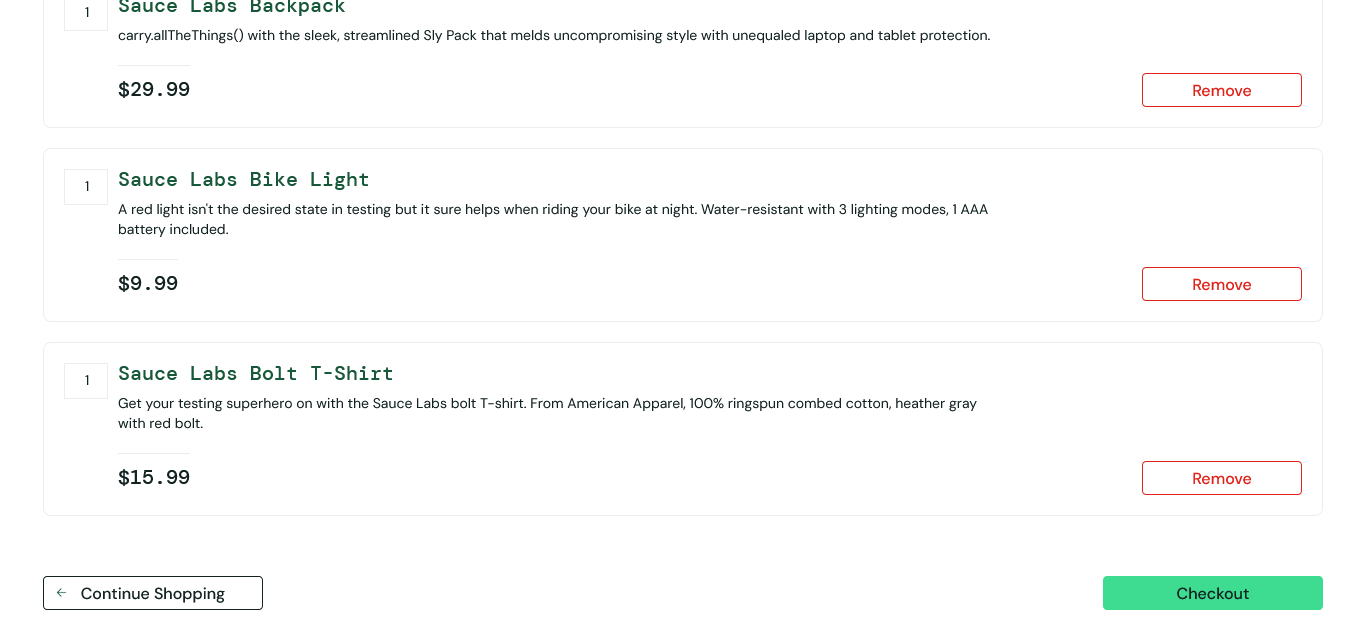 1
Sauce Labs Backpack
carry.allTheThings() with the sleek, streamlined Sly Pack that melds uncompromising style with unequaled laptop and tablet protection.
$29.99
Remove
1
Sauce Labs Bike Light
A red light isn't the desired state in testing but it sure helps when riding your bike at night. Water-resistant with 3 lighting modes, 1 AAA
battery included.
$9.99
Remove
1
Sauce Labs Bolt T-Shirt
Get your testing superhero on with the Sauce Labs bolt T-shirt. From American Apparel, 100% ringspun combed cotton, heather gray
with red bolt.
$15.99
Remove
Continue Shopping
Checkout